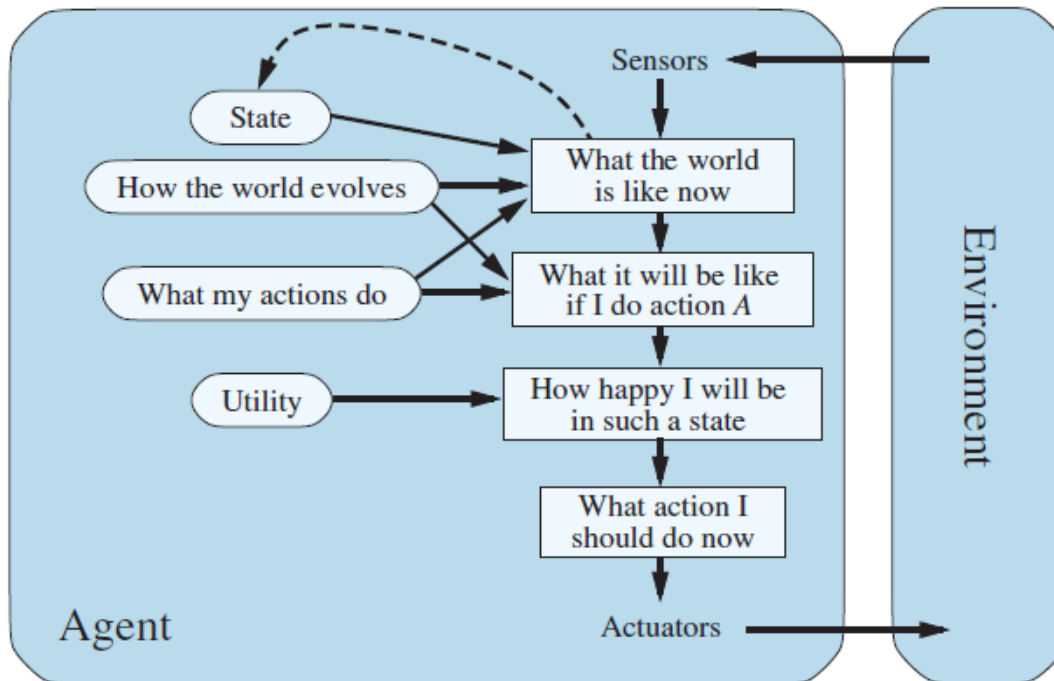 Sensors
State
What the world
is like now
How the world evolves
What my actions do
What it will be like
if I do action A
Utility
How happy I will be
in such a state
What action I
should do now
Agent
Actuators
Environment